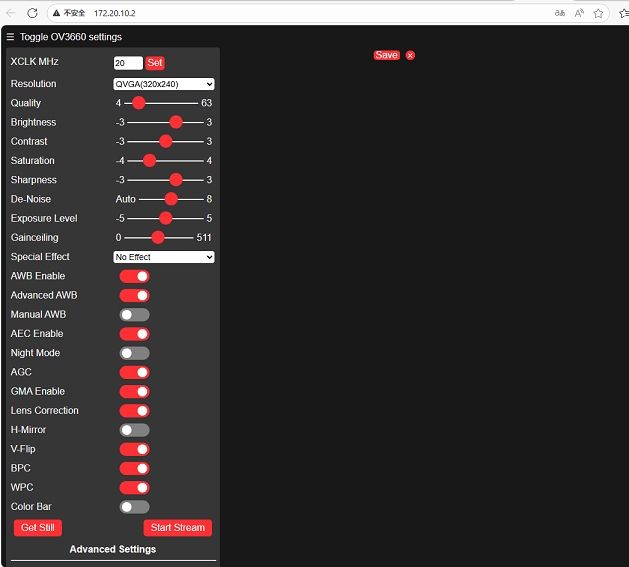 不安全 172.20.10.2
☰ Toggle OV3660 settings
XCLK MHz 20 Set
Save ×
Resolution QVGA(320x240)
Quality 4 63
Brightness -3 3
Contrast -3 3
Saturation -4 4
Sharpness -3 3
De-Noise Auto 8
Exposure Level -5 5
Gainceiling 0 511
Special Effect No Effect
AWB Enable
Advanced AWB
Manual AWB
AEC Enable
Night Mode
AGC
GMA Enable
Lens Correction
H-Mirror
V-Flip
BPC
WPC
Color Bar
Get Still Start Stream
Advanced Settings